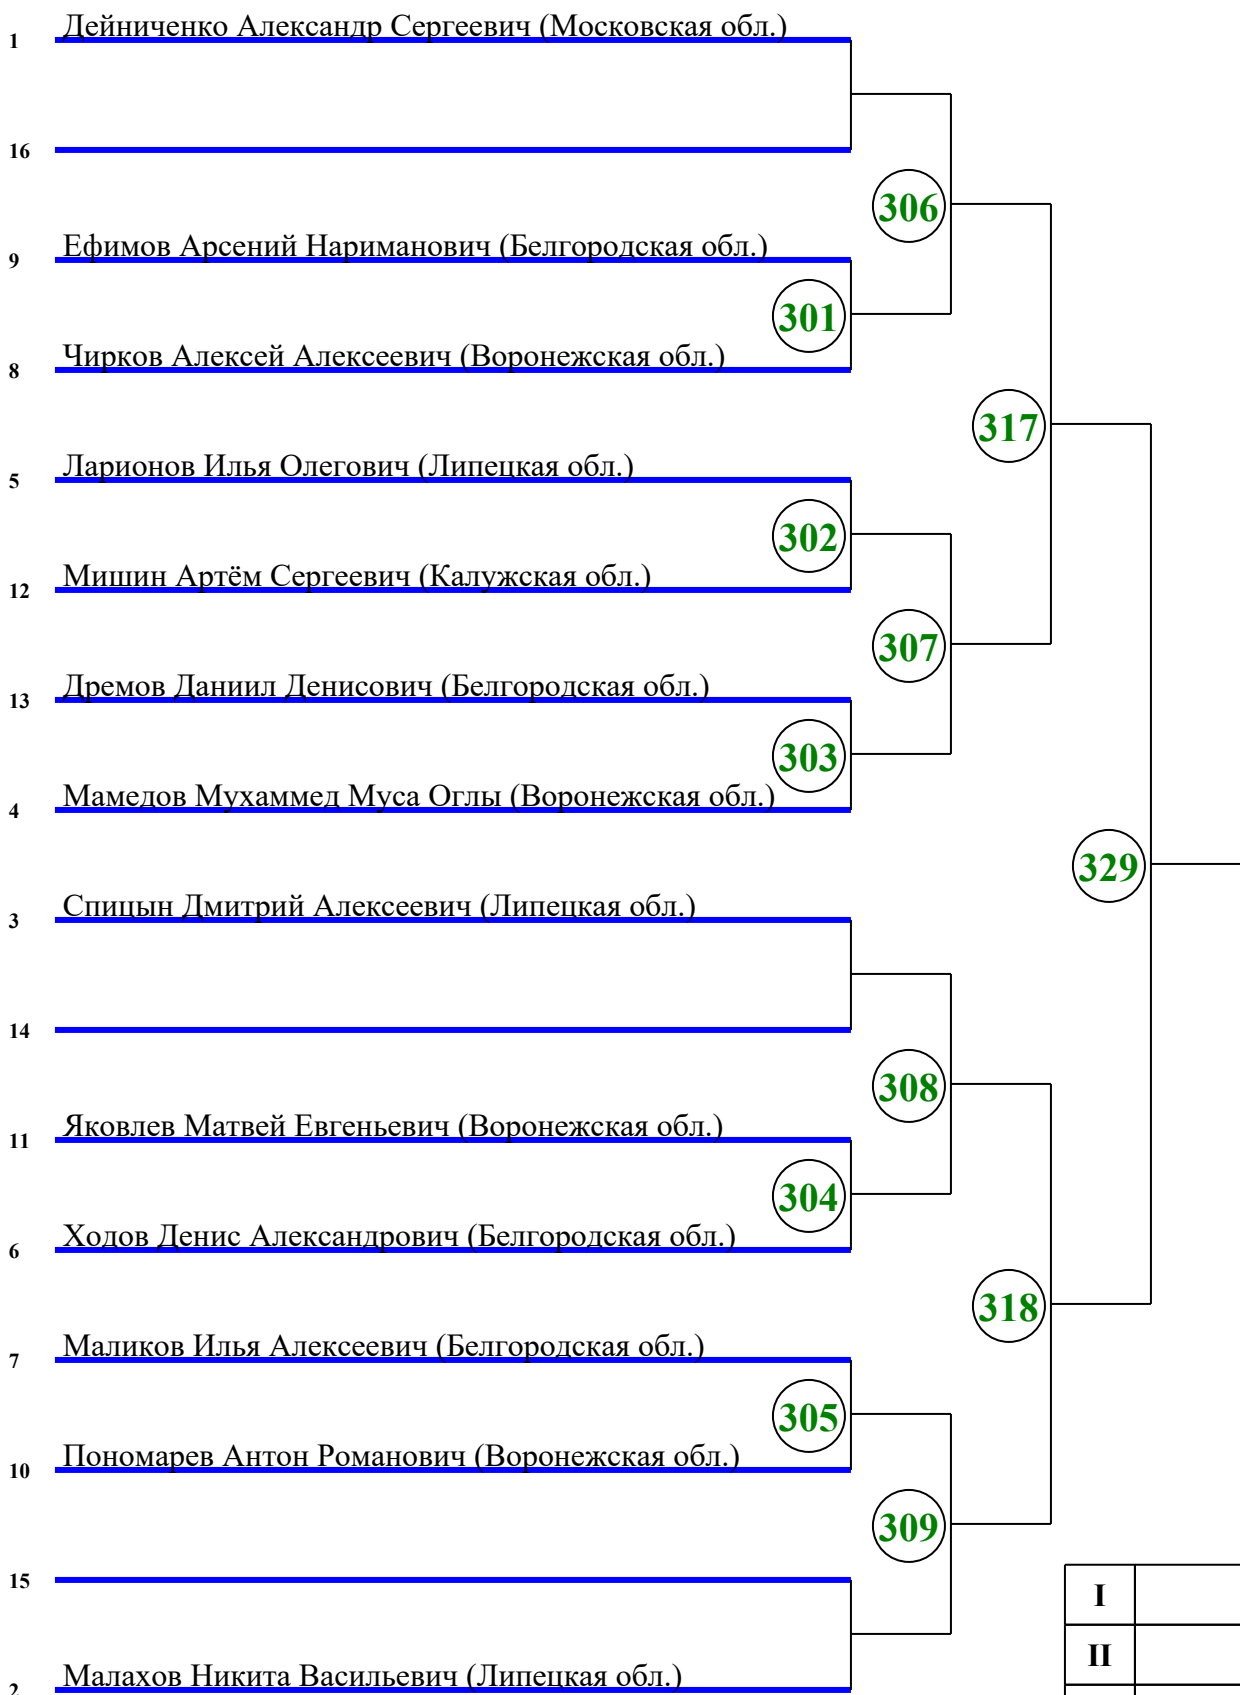 1 Дейниченко Александр Сергеевич (Московская обл.)
16
306
9 Ефимов Арсений Нариманович (Белгородская обл.)
301
8 Чирков Алексей Алексеевич (Воронежская обл.)
317
5 Ларионов Илья Олегович (Липецкая обл.)
302
12 Мишин Артём Сергеевич (Калужская обл.)
307
13 Дремов Даниил Денисович (Белгородская обл.)
303
4 Мамедов Мухаммед Муса Оглы (Воронежская обл.)
329
3 Спицын Дмитрий Алексеевич (Липецкая обл.)
14
308
11 Яковлев Матвей Евгеньевич (Воронежская обл.)
304
6 Ходов Денис Александрович (Белгородская обл.)
318
7 Маликов Илья Алексеевич (Белгородская обл.)
305
10 Пономарев Антон Романович (Воронежская обл.)
309
15
I
II
2 Малахов Никита Васильевич (Липецкая обл.)